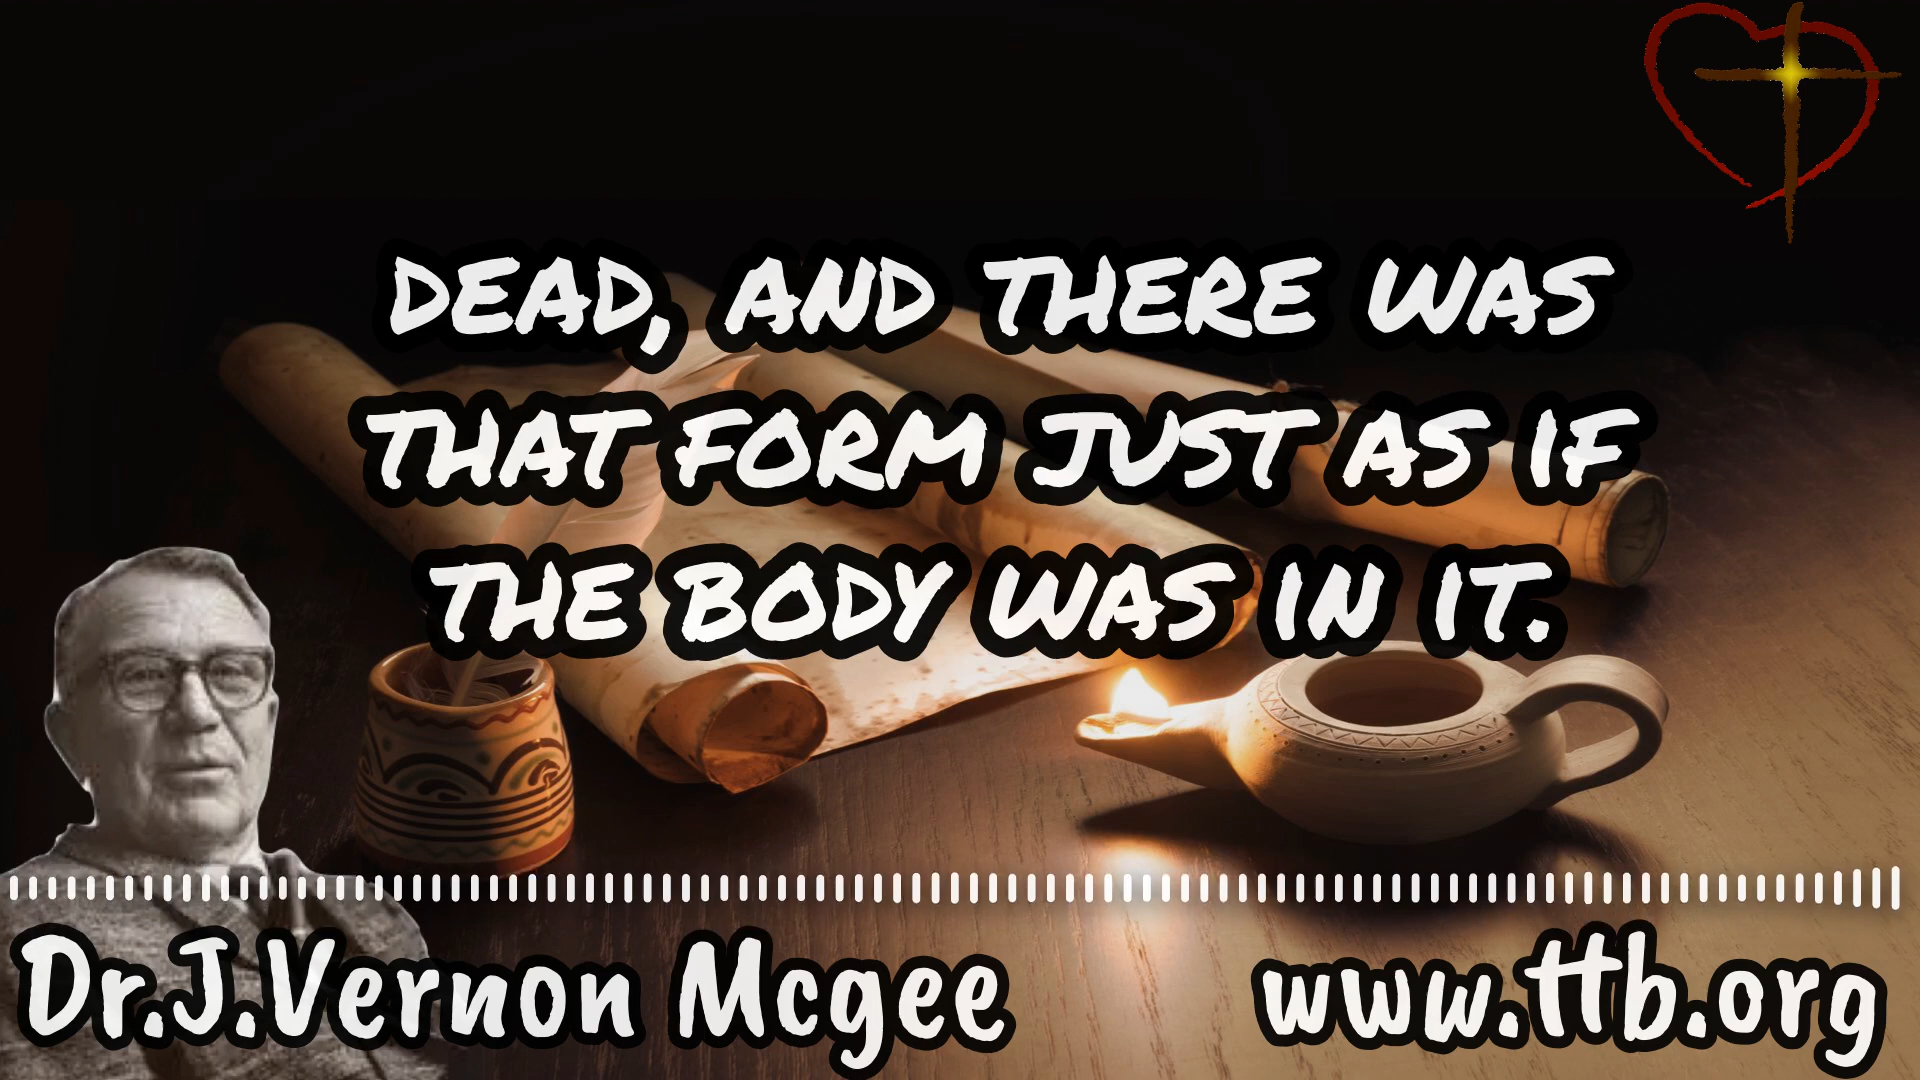 DEAD, AND THERE WAS
THAT FORM JUST AS IF
THE BODY WAS IN IT.
Dr.J.Vernon Mcgee
www.ttb.org